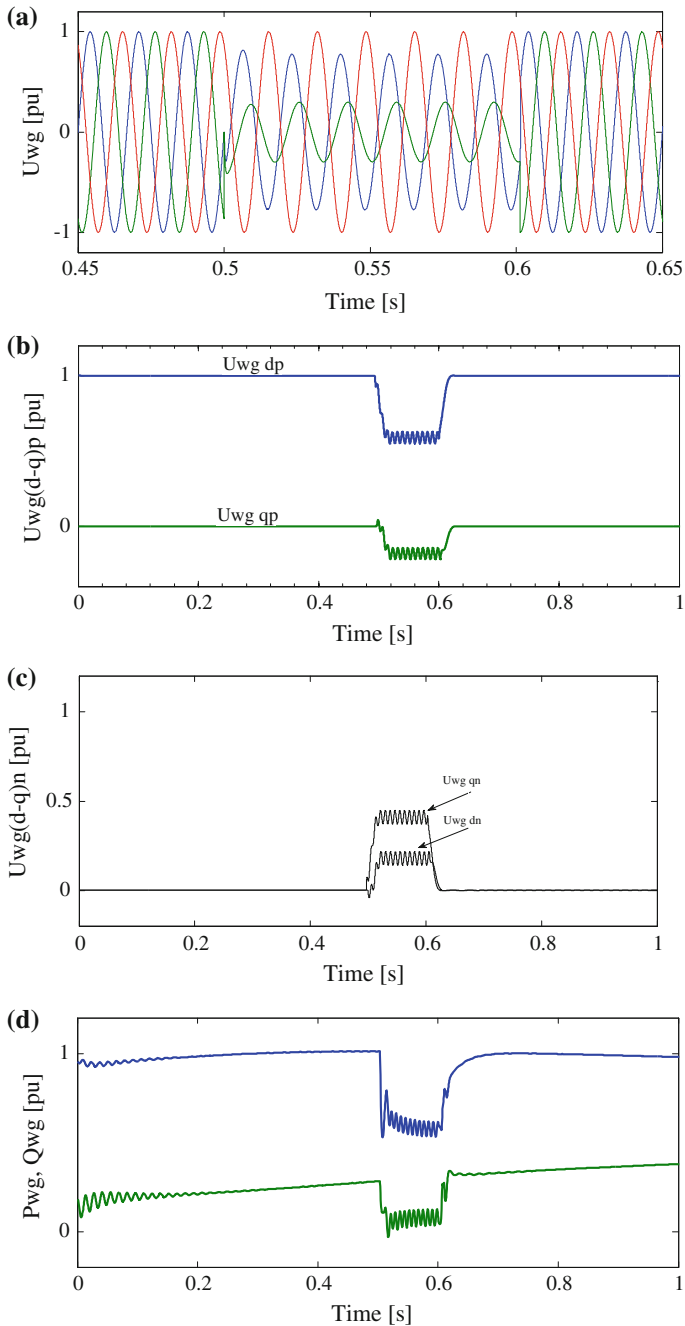 (a)
Uwg [pu]
1
0
-1
0.45
0.5
0.55
0.6
0.65
Time [s]
(b)
Uwg(d-q)p [pu]
1
0
Uwg dp
Uwg qp
0
0.2
0.4
0.6
0.8
1
Time [s]
(c)
Uwg(d-q)n [pu]
1
0.5
0
Uwg qn
Uwg dn
0
0.2
0.4
0.6
0.8
1
Time [s]
(d)
Pwg, Qwg [pu]
1
0
0
0.2
0.4
0.6
0.8
1
Time [s]